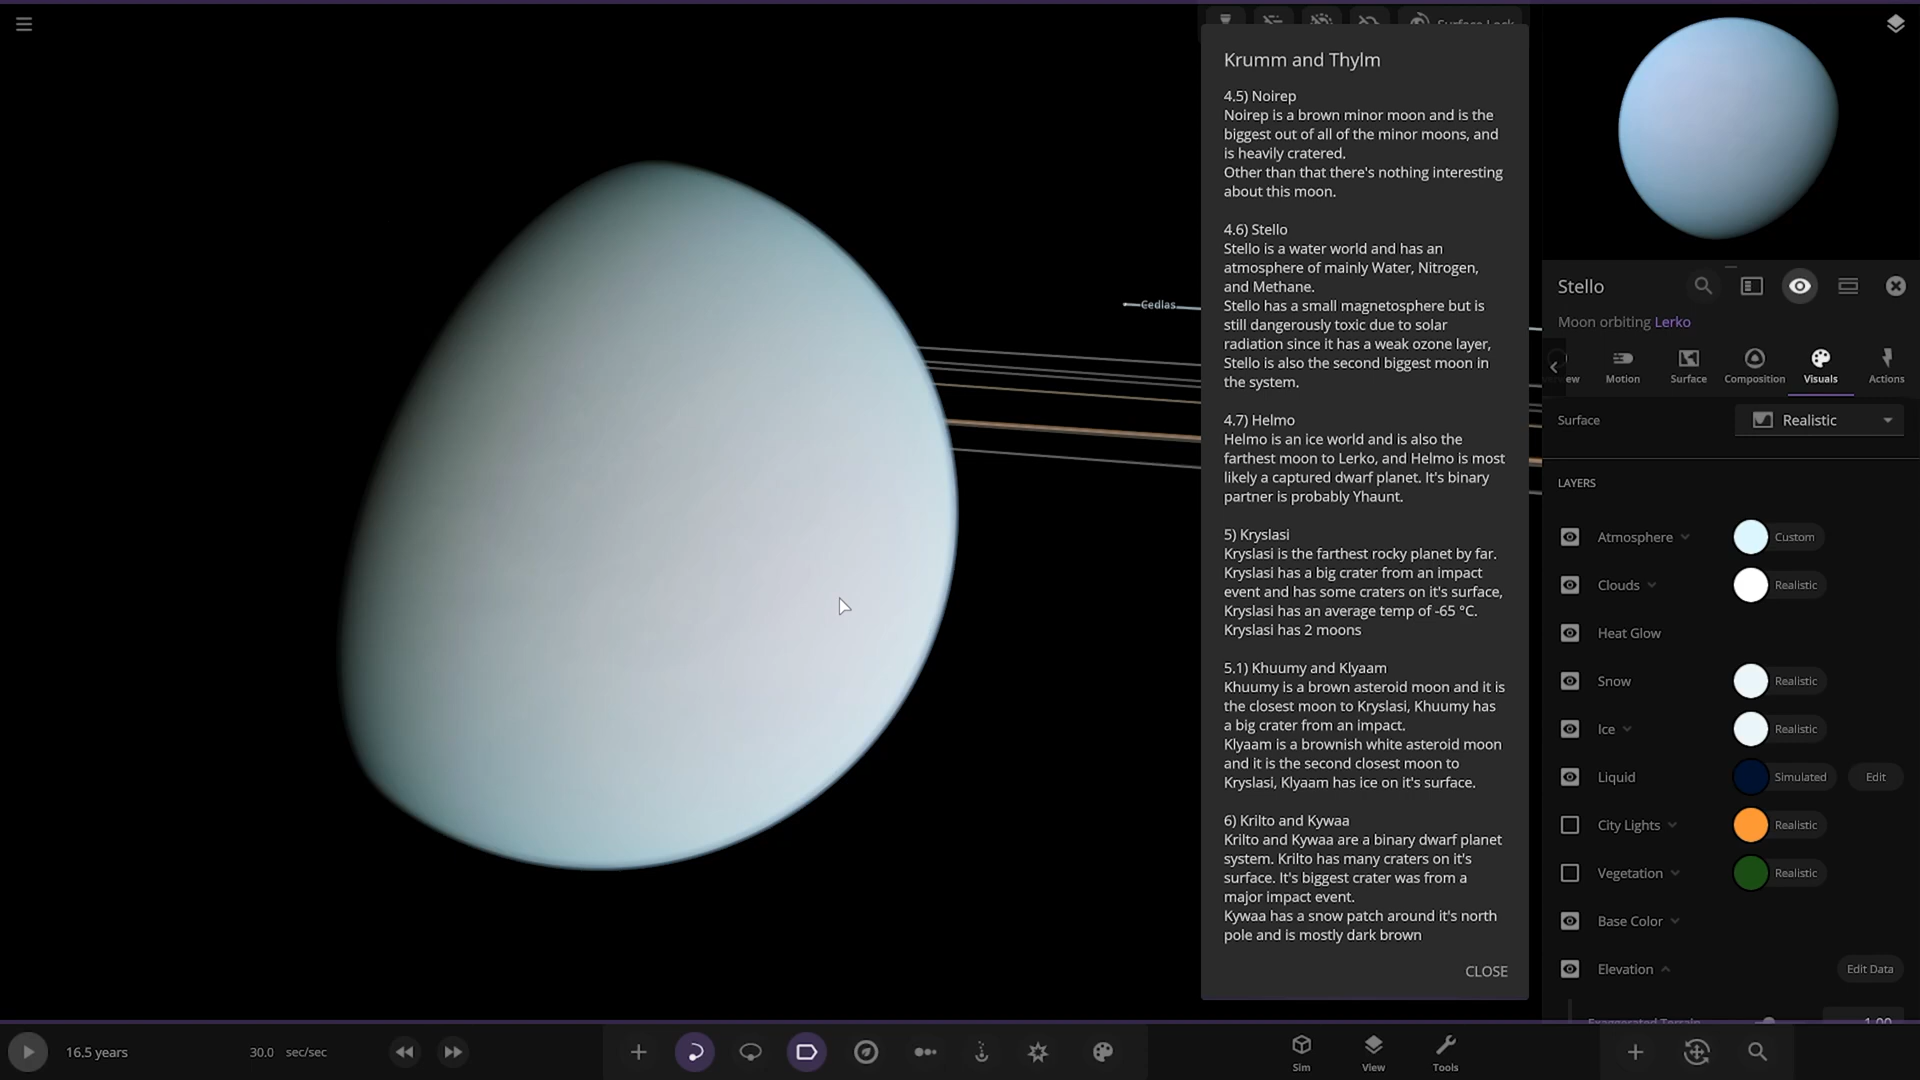 Surface Lock
Krumm and Thylm
4.5) Noirep
Noirep is a brown minor moon and is the
biggest out of all of the minor moons, and
is heavily cratered.
Other than that there's nothing interesting
about this moon.
4.6) Stello
Stello is a water world and has an
atmosphere of mainly Water, Nitrogen,
and Methane.
Stello has a small magnetosphere but is
still dangerously toxic due to solar
radiation since it has a weak ozone layer,
Stello is also the second biggest moon in
the system.
4.7) Helmo
Helmo is an ice world and is also the
farthest moon to Lerko, and Helmo is most
likely a captured dwarf planet. It's binary
partner is probably Yhaunt.
5) Kryslasi
Kryslasi is the farthest rocky planet by far.
Kryslasi has a big crater from an impact
event and has some craters on it's surface,
Kryslasi has an average temp of -65 °C.
Kryslasi has 2 moons
5.1) Khuumy and Klyaam
Khuumy is a brown asteroid moon and it is
the closest moon to Kryslasi, Khuumy has
a big crater from an impact.
Klyaam is a brownish white asteroid moon
and it is the second closest moon to
Kryslasi, Klyaam has ice on it's surface.
6) Krilto and Kywaa
Krilto and Kywaa are a binary dwarf planet
system. Krilto has many craters on it's
surface. It's biggest crater was from a
major impact event.
Kywaa has a snow patch around it's north
pole and is mostly dark brown
CLOSE
Cedlas
Stello
Moon orbiting Lerko
Motion Surface Composition Visuals Actions
Surface Realistic
LAYERS
Atmosphere Custom
Clouds Realistic
Heat Glow
Snow Realistic
Ice Realistic
Liquid Simulated Edit
City Lights Realistic
Vegetation Realistic
Base Color
Elevation Edit Data
Exaggerated Terrain 1.00
16.5 years 30.0 sec/sec
Sim View Tools